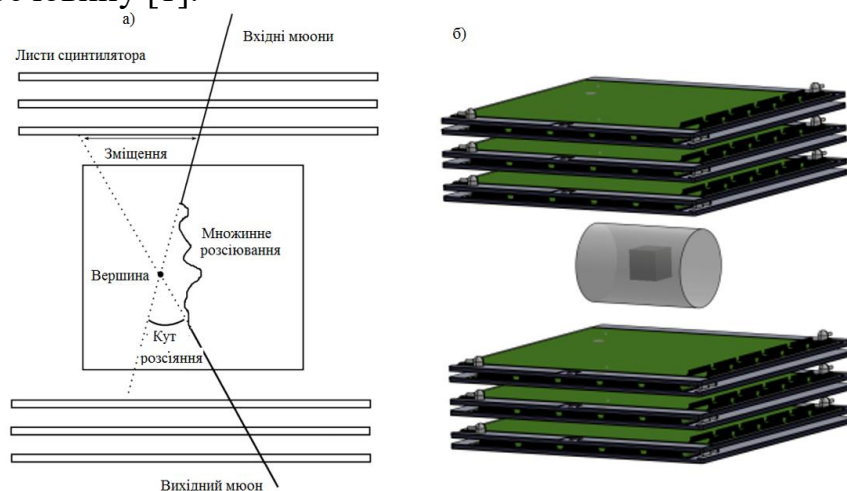 а)
Вхідні мюони
б)
Листи сцинтилятора
Зміщення
Множинне
розсіювання
Вершина
Кут
розсіяння
Вихідний мюон